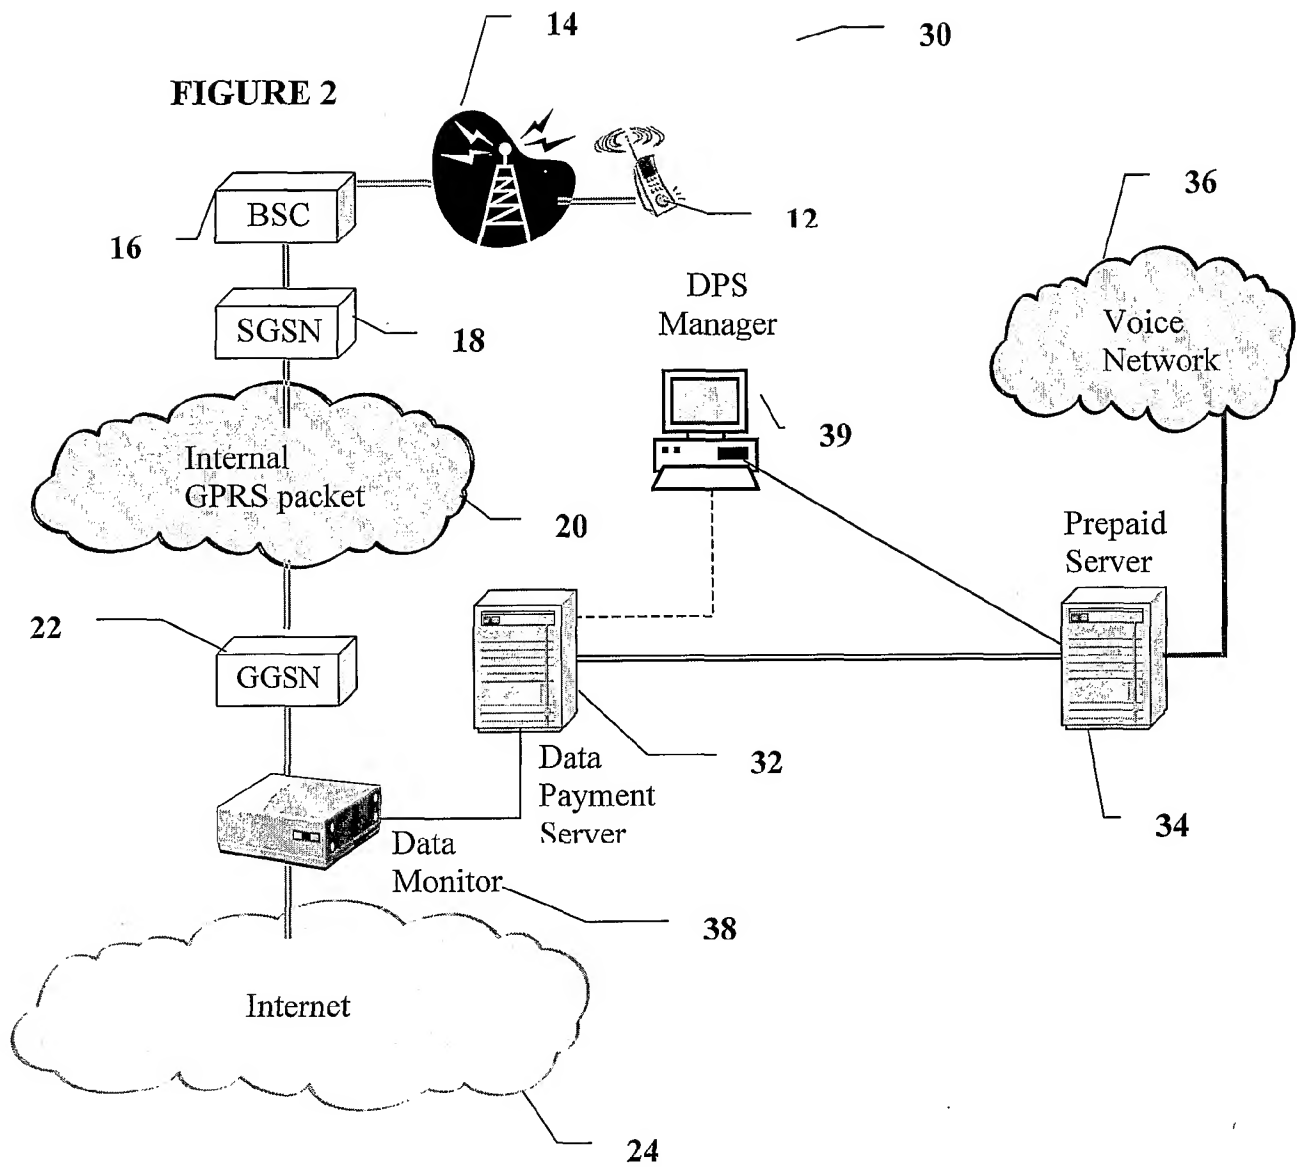 14
30
FIGURE 2
36
BSC
12
16
DPS
Manager
Voice
Network
SGSN
18
39
Internal
GPRS packet
20
Prepaid
Server
22
GGSN
32
Data
Payment
Server
34
Data
Monitor
38
Internet
24